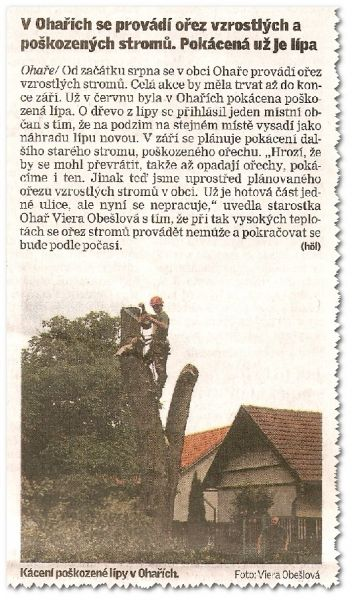 V Ohařích se provádí ořez vzrostlých a
poškozených stromů. Pokácená už je lípa
Ohaře/ Od začátku srpna se v obci Ohaře provádí ořez
vzrostlých stromů. Celá akce by měla trvat až do kon-
ce září. Už v červnu byla v Ohařích pokácena poško-
zená lípa. O dřevo z lípy se přihlásil jeden místní ob-
čan s tím, že na podzim na stejném místě vysadí jako
náhradu lípu novou. V září se plánuje pokácení dal-
šího starého stromu, poškozeného ořechu. „Hrozí, že
by se mohl převrátit, takže až opadají ořechy, poká-
címe i ten. Jinak teď jsme uprostřed plánovaného
ořezu vzrostlých stromů v obci. Už je hotová část jed-
né ulice, ale nyní se nepracuje,“ uvedla starostka
Ohař Viera Obešlová s tím, že při tak vysokých teplo-
tách se ořez stromů provádět nemůže a pokračovat se
bude podle počasí. (höl)
Kácení poškozené lípy v Ohařích. Foto: Viera Obešlová